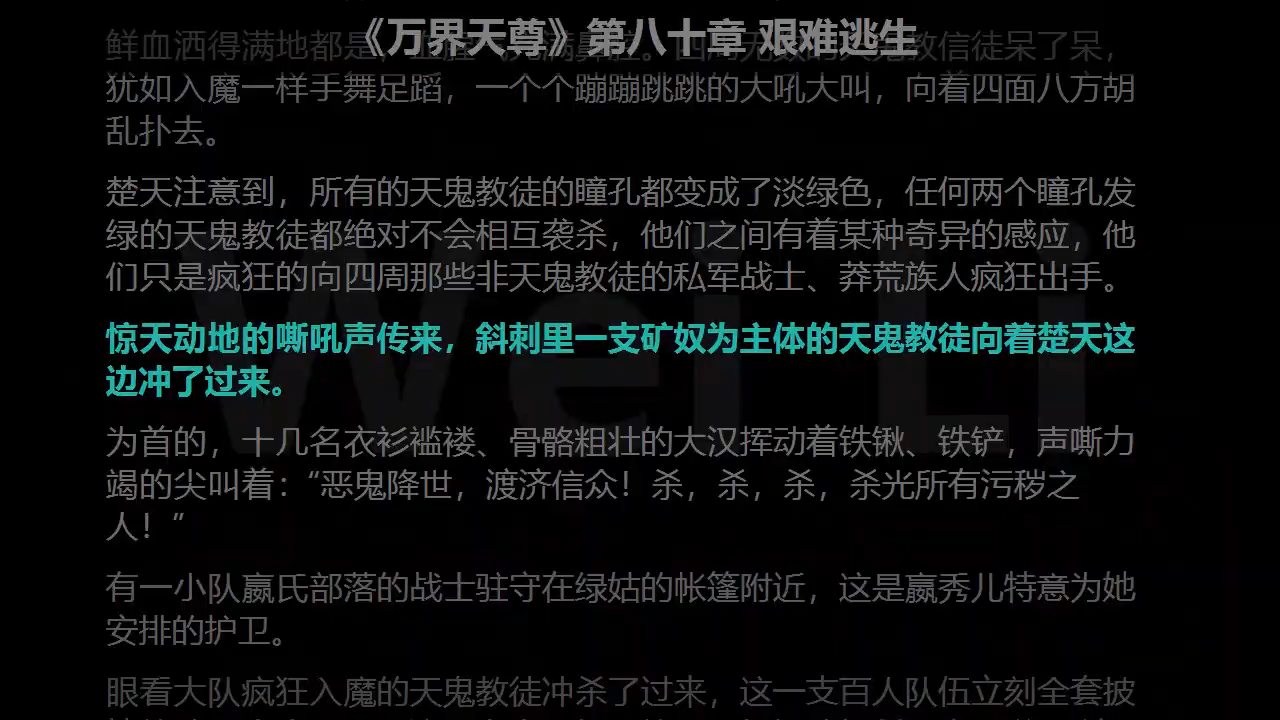 《万界天尊》第八十章 艰难逃生
鲜血洒得满地都是，
教信徒呆了呆，
犹如入魔一样手舞足蹈，一个个蹦蹦跳跳的大吼大叫，向着四面八方胡
乱扑去。
楚天注意到，所有的天鬼教徒的瞳孔都变成了淡绿色，任何两个瞳孔发
绿的天鬼教徒都绝对不会相互袭杀，他们之间有着某种奇异的感应，他
们只是疯狂的向四周那些非天鬼教徒的私军战士、莽荒族人疯狂出手。
惊天动地的嘶吼声传来，斜刺里一支矿奴为主体的天鬼教徒向着楚天这
边冲了过来。
为首的，十几名衣衫褴褛、骨骼粗壮的大汉挥动着铁锹、铁铲，声嘶力
竭的尖叫着：“恶鬼降世，渡济信众！杀，杀，杀，杀光所有污秽之
人！”
有一小队嬴氏部落的战士驻守在绿姑的帐篷附近，这是嬴秀儿特意为她
安排的护卫。
眼看大队疯狂入魔的天鬼教徒冲杀了过来，这一支百人队伍立刻全套披
Wei Li